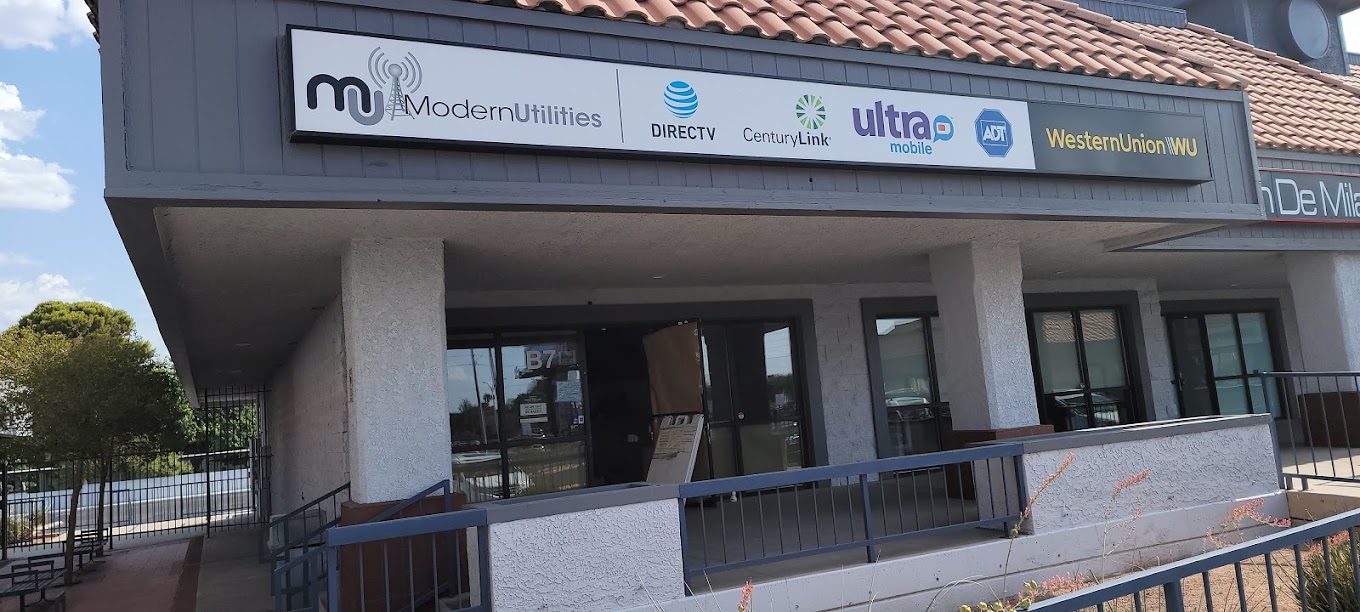 mu ModernUtilities
DIRECTV
CenturyLink
ultra
mobile
ADT
WesternUnion WU
De Mila
B7